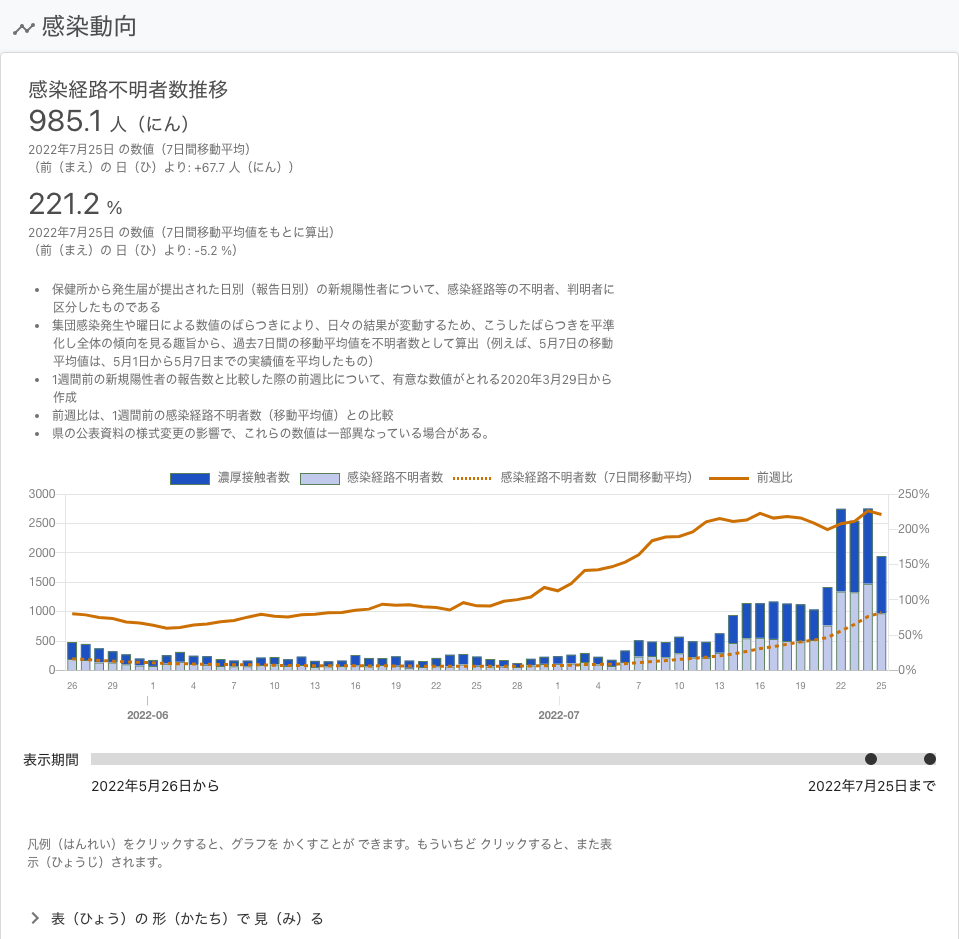 感染動向
感染経路不明者数推移
985.1 人（にん）
2022年7月25日 の数値（7日間移動平均）
（前（まえ）の 日（ひ）より: +67.7 人（にん））
221.2 %
2022年7月25日 の数値（7日間移動平均値をもとに算出）
（前（まえ）の 日（ひ）より: -5.2 %）
• 保健所から発生届が提出された日別（報告日別）の新規陽性者について、感染経路等の不明者、判明者に
区分したものである
• 集団感染発生や曜日による数値のばらつきにより、日々の結果が変動するため、こうしたばらつきを平準
化し全体の傾向を見る趣旨から、過去7日間の移動平均値を不明者数として算出（例えば、5月7日の移動
平均値は、5月1日から5月7日までの実績値を平均したもの）
• 1週間前の新規陽性者の報告数と比較した際の前週比について、有意な数値がとれる2020年3月29日から
作成
• 前週比は、1週間前の感染経路不明者数（移動平均値）との比較
• 県の公表資料の様式変更の影響で、これらの数値は一部異なっている場合がある。
濃厚接触者数 感染経路不明者数 感染経路不明者数（7日間移動平均） 前週比
3000 250%
2500
200%
2000
150%
1500
1000 100%
500 50%
0 0%
26 29 1 4 7 10 13 16 19 22 25 28 1 4 7 10 13 16 19 22 25
2022-06 2022-07
表示期間
2022年5月26日から 2022年7月25日まで
凡例（はんれい）をクリックすると、グラフを かくすことが できます。もういちど クリックすると、また表
示（ひょうじ）されます。
表（ひょう）の 形（かたち）で 見（み）る